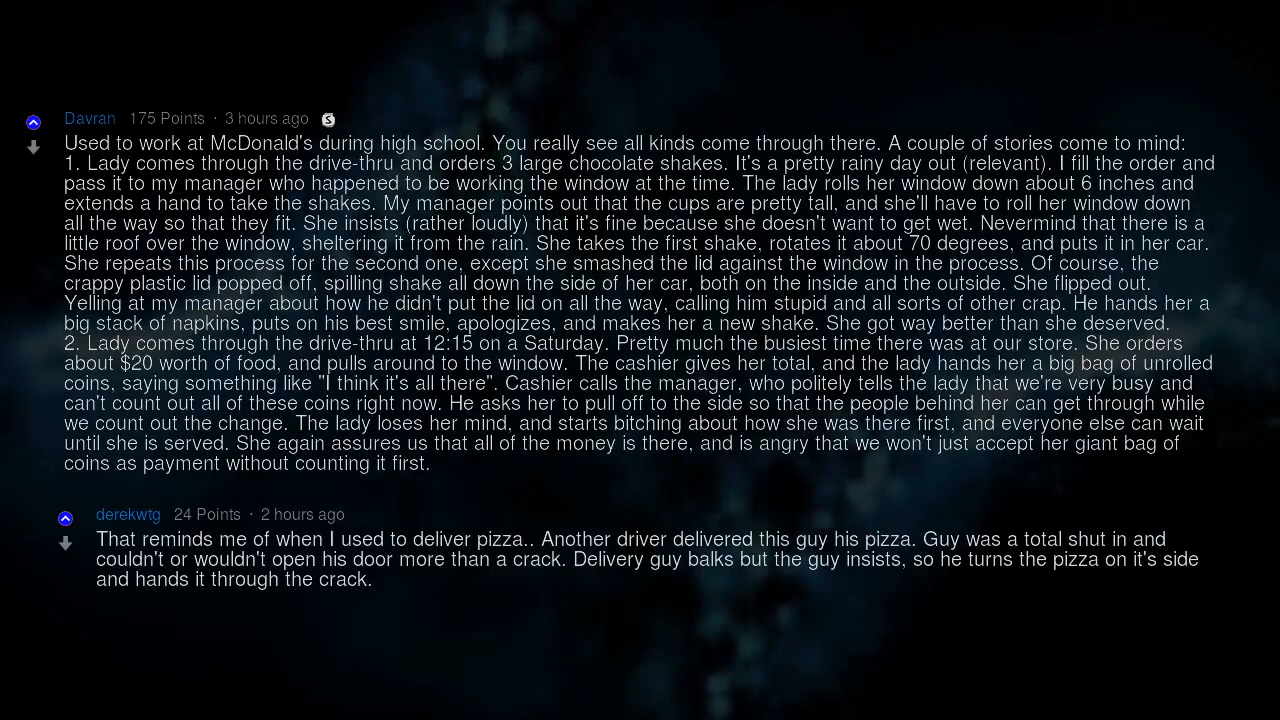 Davran 175 Points · 3 hours ago S
Used to work at McDonald's during high school. You really see all kinds come through there. A couple of stories come to mind:
1. Lady comes through the drive-thru and orders 3 large chocolate shakes. It's a pretty rainy day out (relevant). I fill the order and
pass it to my manager who happened to be working the window at the time. The lady rolls her window down about 6 inches and
extends a hand to take the shakes. My manager points out that the cups are pretty tall, and she'll have to roll her window down
all the way so that they fit. She insists (rather loudly) that it's fine because she doesn't want to get wet. Nevermind that there is a
little roof over the window, sheltering it from the rain. She takes the first shake, rotates it about 70 degrees, and puts it in her car.
She repeats this process for the second one, except she smashed the lid against the window in the process. Of course, the
crappy plastic lid popped off, spilling shake all down the side of her car, both on the inside and the outside. She flipped out.
Yelling at my manager about how he didn't put the lid on all the way, calling him stupid and all sorts of other crap. He hands her a
big stack of napkins, puts on his best smile, apologizes, and makes her a new shake. She got way better than she deserved.
2. Lady comes through the drive-thru at 12:15 on a Saturday. Pretty much the busiest time there was at our store. She orders
about $20 worth of food, and pulls around to the window. The cashier gives her total, and the lady hands her a big bag of unrolled
coins, saying something like "I think it's all there". Cashier calls the manager, who politely tells the lady that we're very busy and
can't count out all of these coins right now. He asks her to pull off to the side so that the people behind her can get through while
we count out the change. The lady loses her mind, and starts bitching about how she was there first, and everyone else can wait
until she is served. She again assures us that all of the money is there, and is angry that we won't just accept her giant bag of
coins as payment without counting it first.
derekwtg 24 Points · 2 hours ago
That reminds me of when I used to deliver pizza.. Another driver delivered this guy his pizza. Guy was a total shut in and
couldn't or wouldn't open his door more than a crack. Delivery guy balks but the guy insists, so he turns the pizza on it's side
and hands it through the crack.